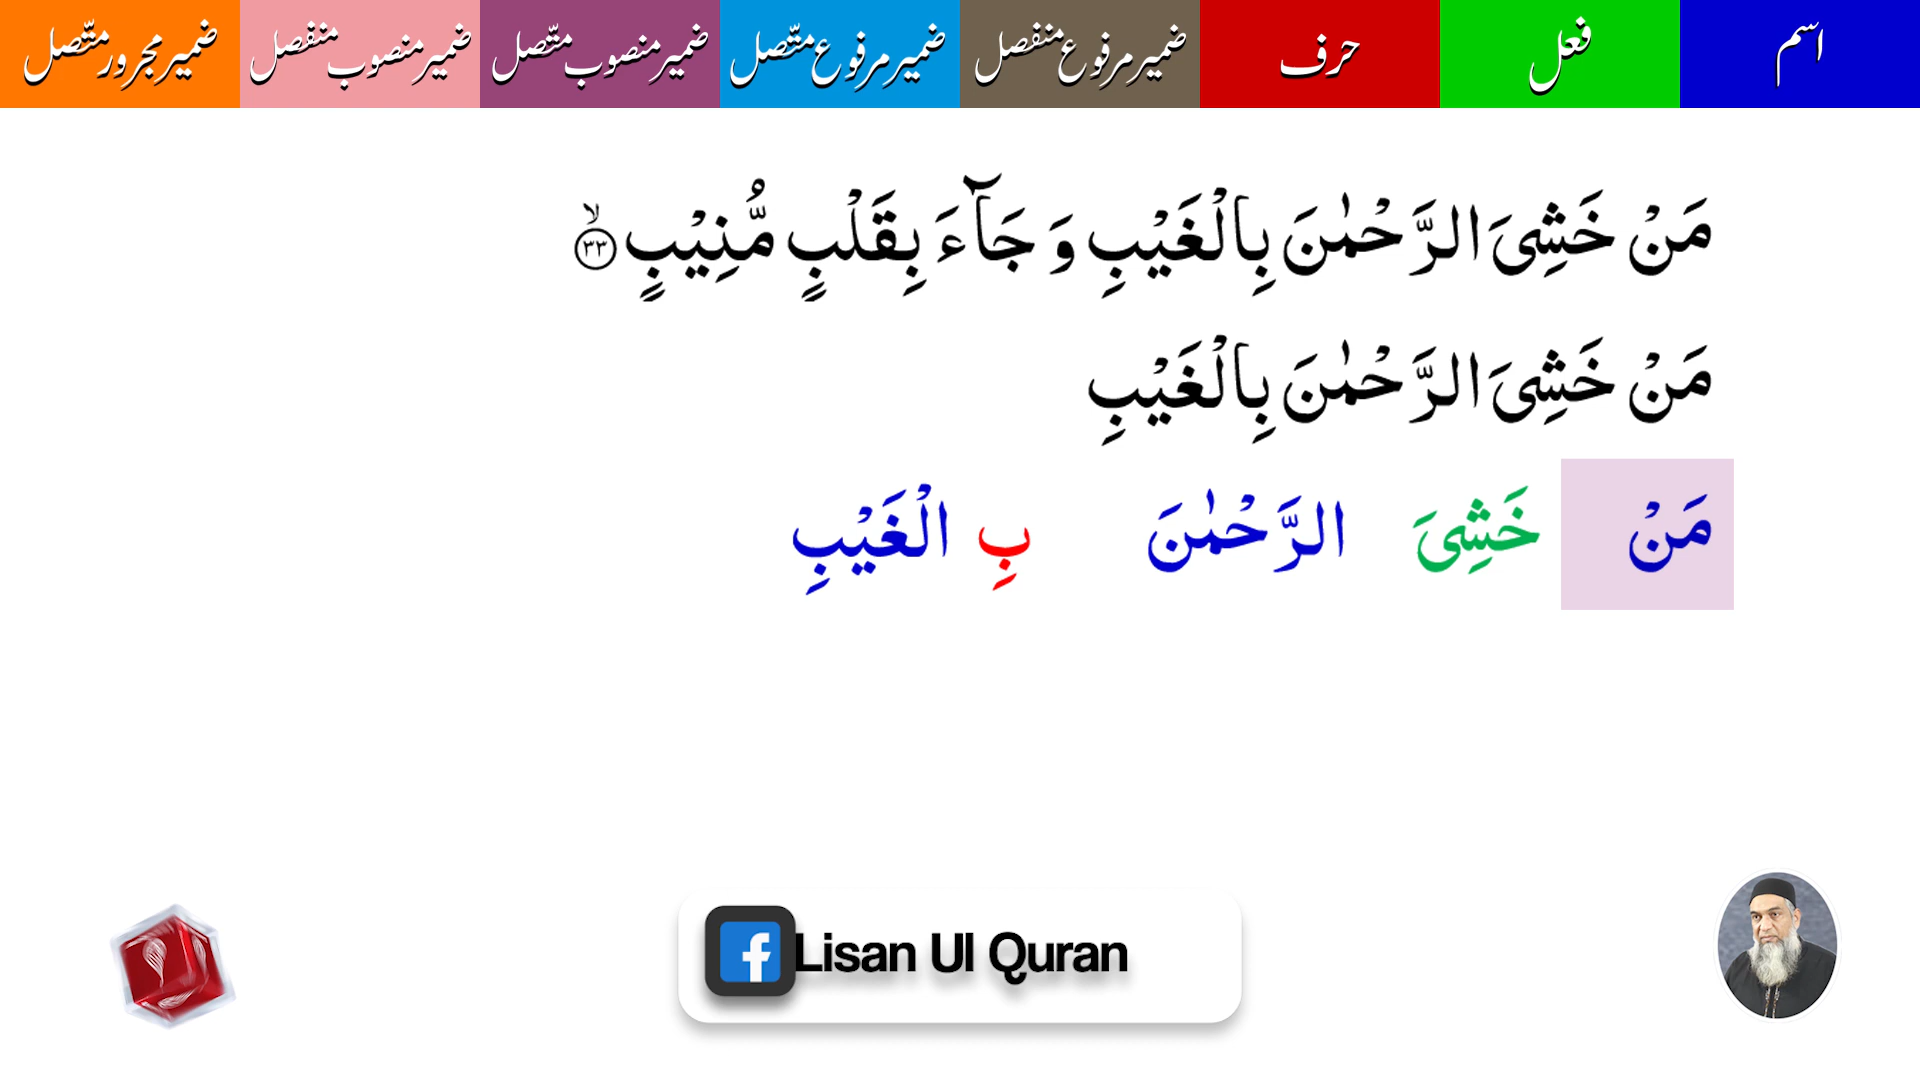 اسم فعل حرف ضمیر مرفوع منفصل ضمیر مرفوع متّصل ضمیر منصوب متّصل ضمیر منصوب منفصل ضمیر مجرور متّصل
مَنْ خَشِیَ الرَّحْمٰنَ بِالْغَیْبِ وَ جَآءَ بِقَلْبٍ مُّنِیْبٍ ۙ﴿۳۳﴾
مَنْ خَشِیَ الرَّحْمٰنَ بِالْغَیْبِ
مَنْ خَشِیَ الرَّحْمٰنَ بِ الْغَیْبِ
Lisan Ul Quran